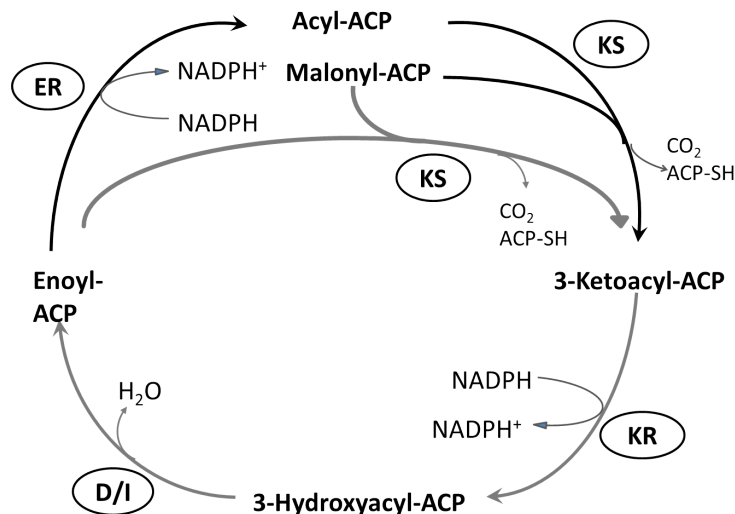 Acyl-ACP
KS
ER
NADPH⁺
Malonyl-ACP
NADPH
CO₂
ACP-SH
KS
CO₂
ACP-SH
Enoyl-
ACP
3-Ketoacyl-ACP
H₂O
NADPH
NADPH⁺
KR
D/I
3-Hydroxyacyl-ACP